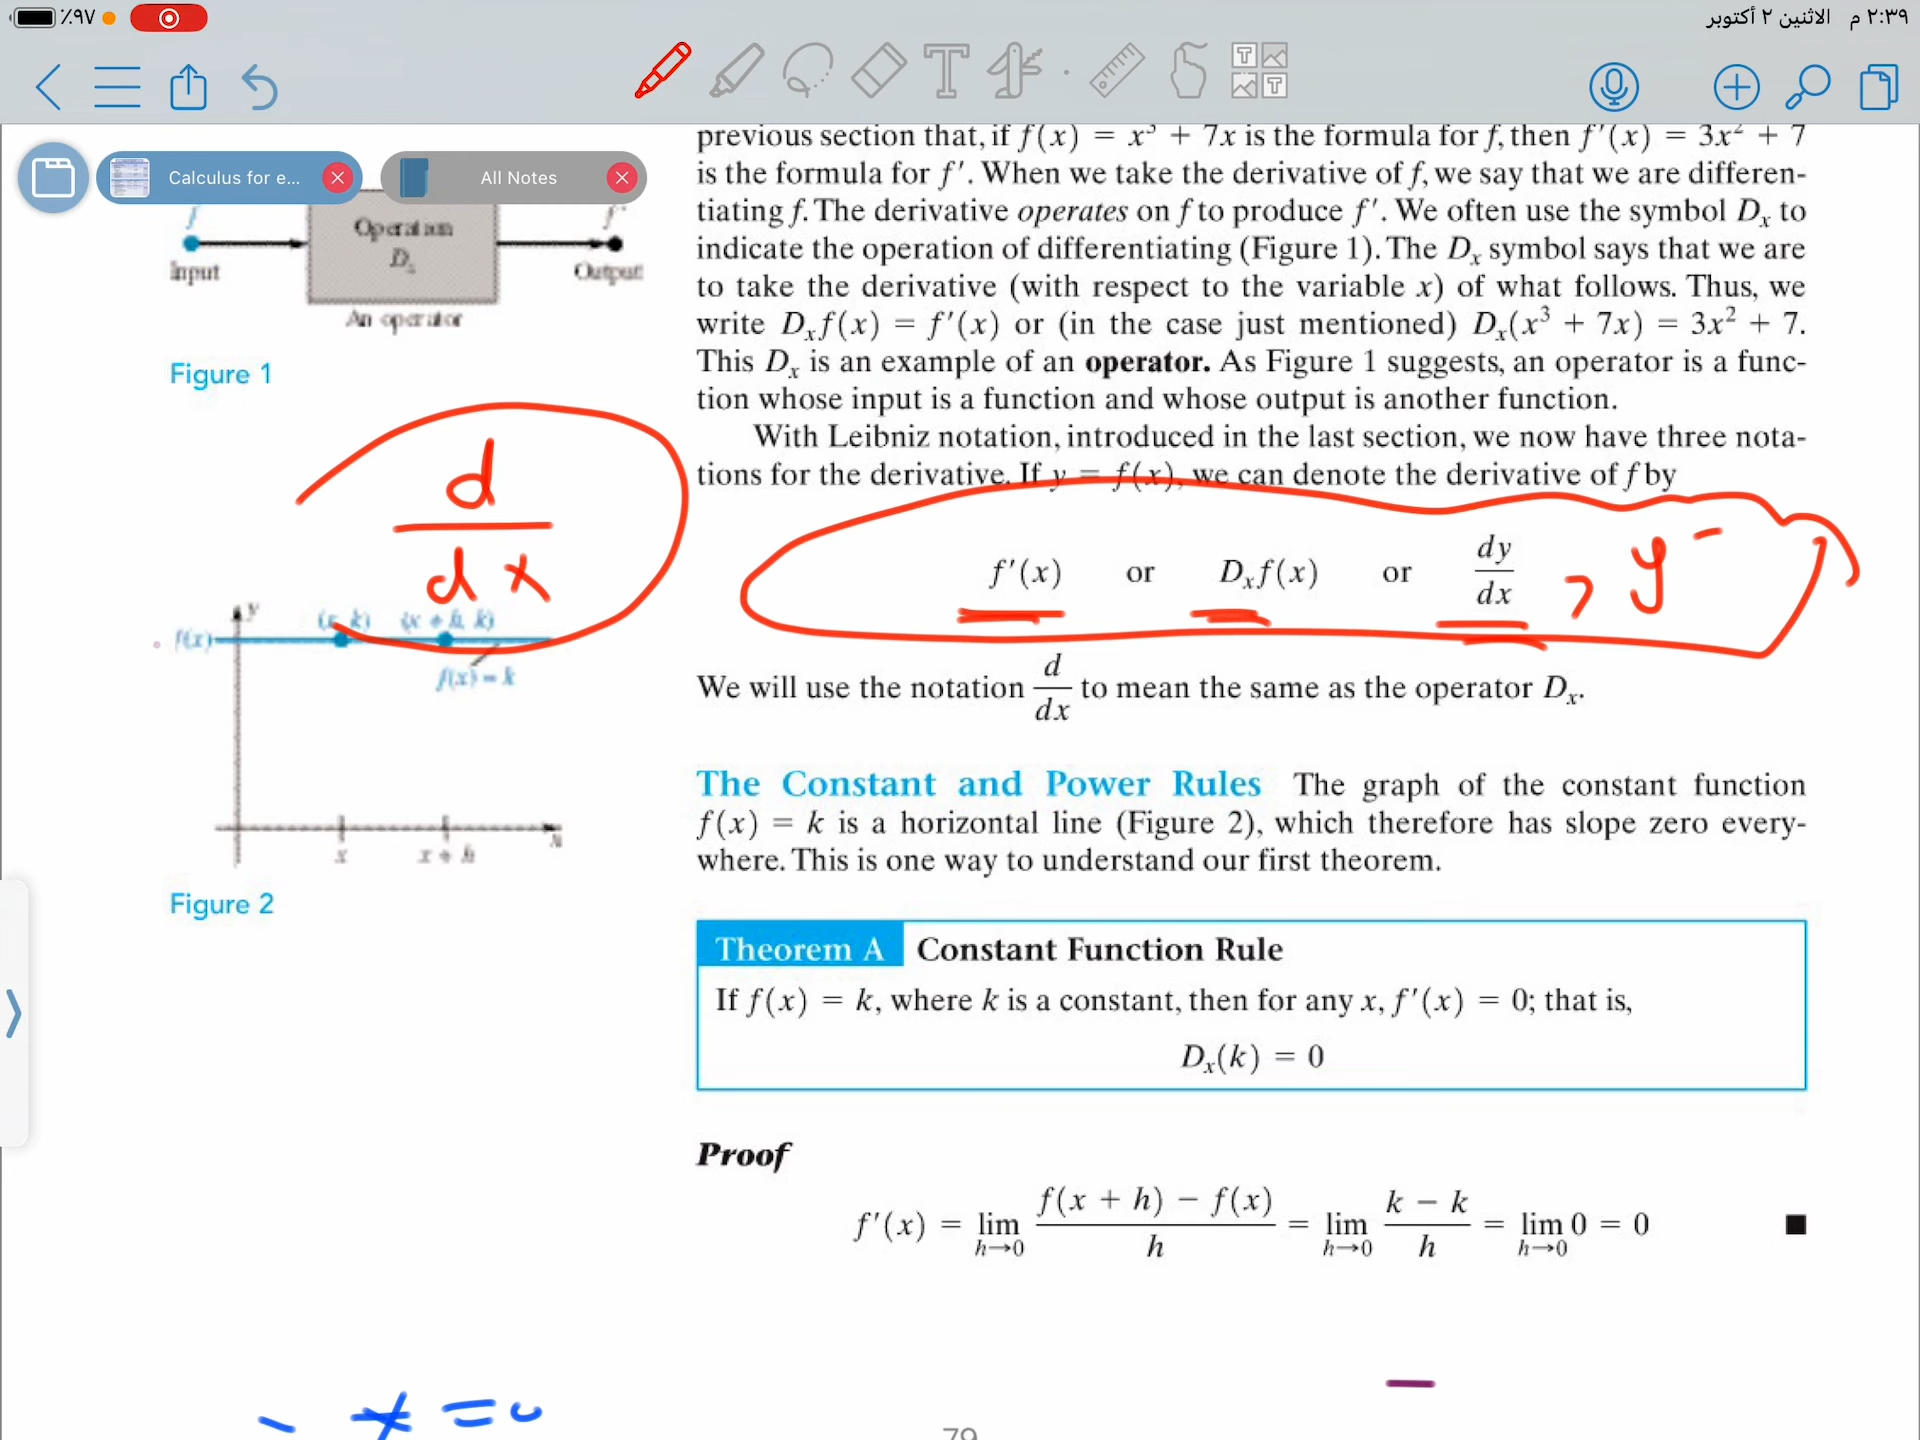 ٪٩٧
٢:٣٩ م الاثنين ٢ أكتوبر
Calculus for e...
All Notes
previous section that, if f(x) = x³ + 7x is the formula for f, then f′(x) = 3x² + 7
is the formula for f′. When we take the derivative of f, we say that we are differen-
tiating f. The derivative operates on f to produce f′. We often use the symbol Dₓ to
indicate the operation of differentiating (Figure 1). The Dₓ symbol says that we are
to take the derivative (with respect to the variable x) of what follows. Thus, we
write Dₓf(x) = f′(x) or (in the case just mentioned) Dₓ(x³ + 7x) = 3x² + 7.
This Dₓ is an example of an operator. As Figure 1 suggests, an operator is a func-
tion whose input is a function and whose output is another function.
With Leibniz notation, introduced in the last section, we now have three nota-
tions for the derivative. If y = f(x), we can denote the derivative of f by
f′(x) or Dₓf(x) or dy/dx , y′
We will use the notation d/dx to mean the same as the operator Dₓ.
The Constant and Power Rules The graph of the constant function
f(x) = k is a horizontal line (Figure 2), which therefore has slope zero every-
where. This is one way to understand our first theorem.
Theorem A Constant Function Rule
If f(x) = k, where k is a constant, then for any x, f′(x) = 0; that is,
Dₓ(k) = 0
Proof
f′(x) = lim h→0 f(x + h) − f(x)/h = lim h→0 k − k/h = lim h→0 0 = 0
f
f′
Operation
Dₓ
Input
Output
An operator
Figure 1
d
dx
y
(x, k) (x + h, k)
f(x)
f(x) = k
x x + h
x
Figure 2
79